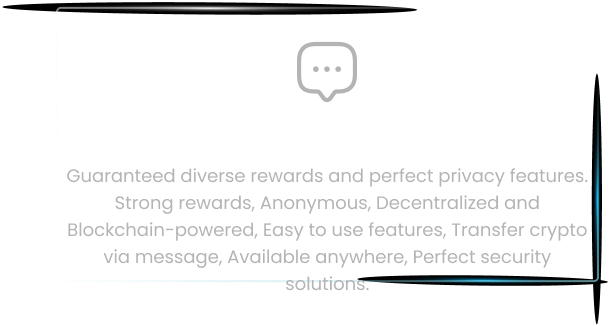 Guaranteed diverse rewards and perfect privacy features.
Strong rewards, Anonymous, Decentralized and
Blockchain-powered, Easy to use features, Transfer crypto
via message, Available anywhere, Perfect security
solutions.